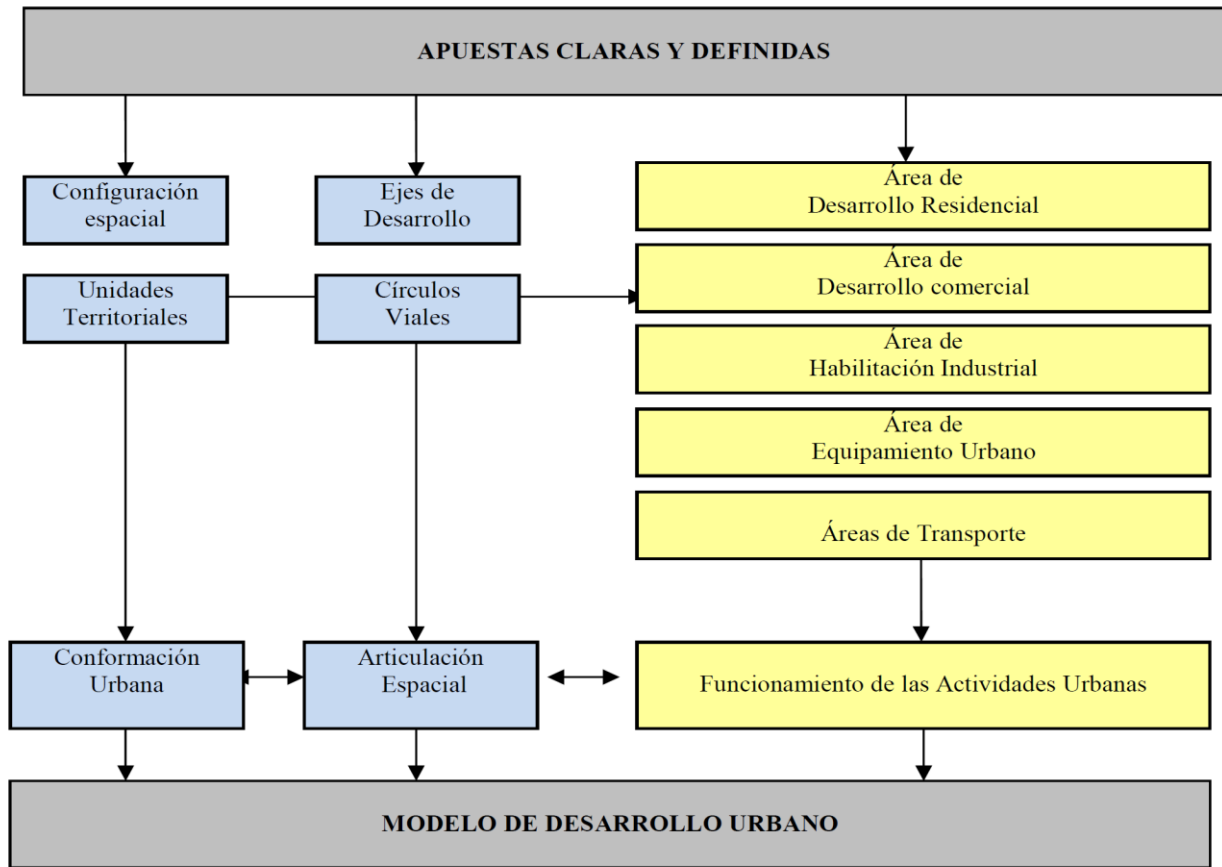 APUESTAS CLARAS Y DEFINIDAS
Configuración
espacial
Ejes de
Desarrollo
Área de
Desarrollo Residencial
Unidades
Territoriales
Círculos
Viales
Área de
Desarrollo comercial
Área de
Habilitación Industrial
Área de
Equipamiento Urbano
Áreas de Transporte
Conformación
Urbana
Articulación
Espacial
Funcionamiento de las Actividades Urbanas
MODELO DE DESARROLLO URBANO